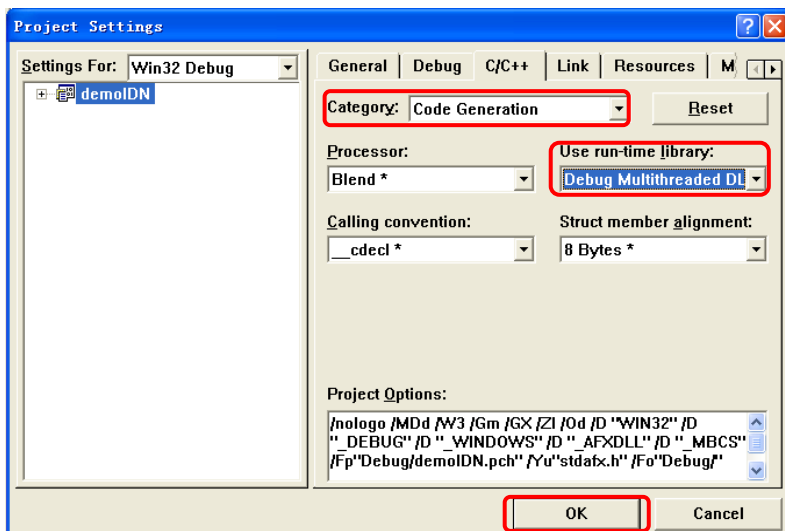 Project Settings
Settings For: Win32 Debug
demoIDN
General Debug C/C++ Link Resources M
Category: Code Generation Reset
Processor: Use run-time library:
Blend * Debug Multithreaded DL
Calling convention: Struct member alignment:
__cdecl * 8 Bytes *
Project Options:
/nologo /MDd /W3 /Gm /GX /ZI /Od /D "WIN32" /D
"_DEBUG" /D "_WINDOWS" /D "_AFXDLL" /D "_MBCS"
/Fp"Debug/demoIDN.pch" /Yu"stdafx.h" /Fo"Debug/"
OK Cancel